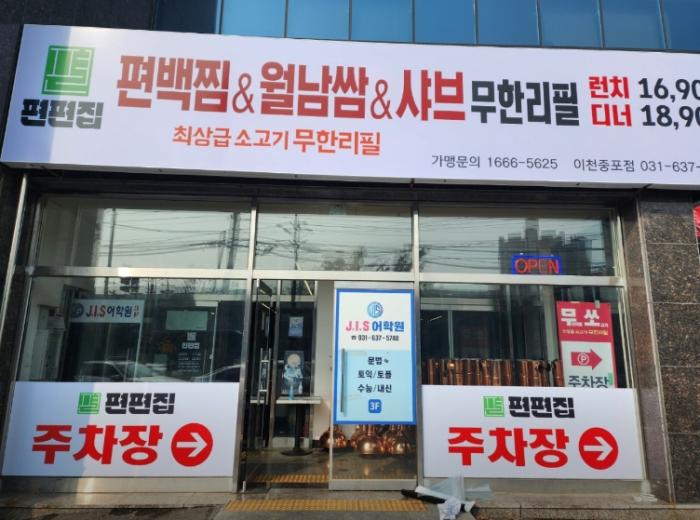 편편집
편백찜&월남쌈&샤브 무한리필
런치 16,90
디너 18,90
최상급 소고기 무한리필
가맹문의 1666-5625 이천중포점 031-637-
OPEN
J.I.S 어학원
J.I.S 어학원
☎ 031-637-5740
문법
토익/토플
수능/내신
3F
편편집
무쏘
무한리필
P
주차장
편편집
주차장
편편집
주차장